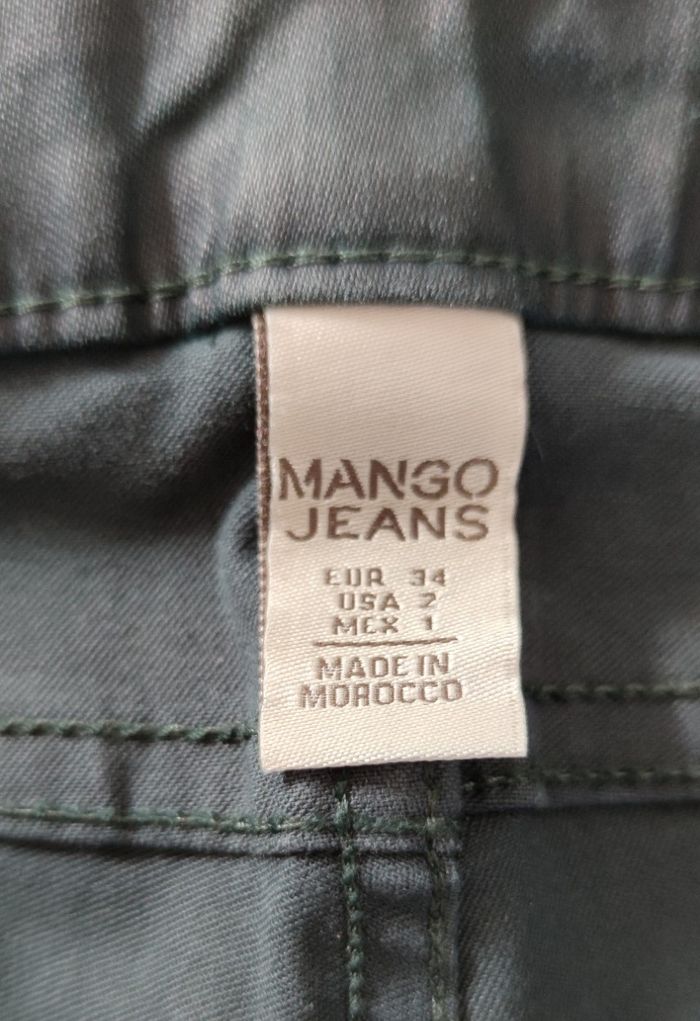 MANGO
JEANS
EUR 34
USA 2
MEX 1
MADE IN
MOROCCO